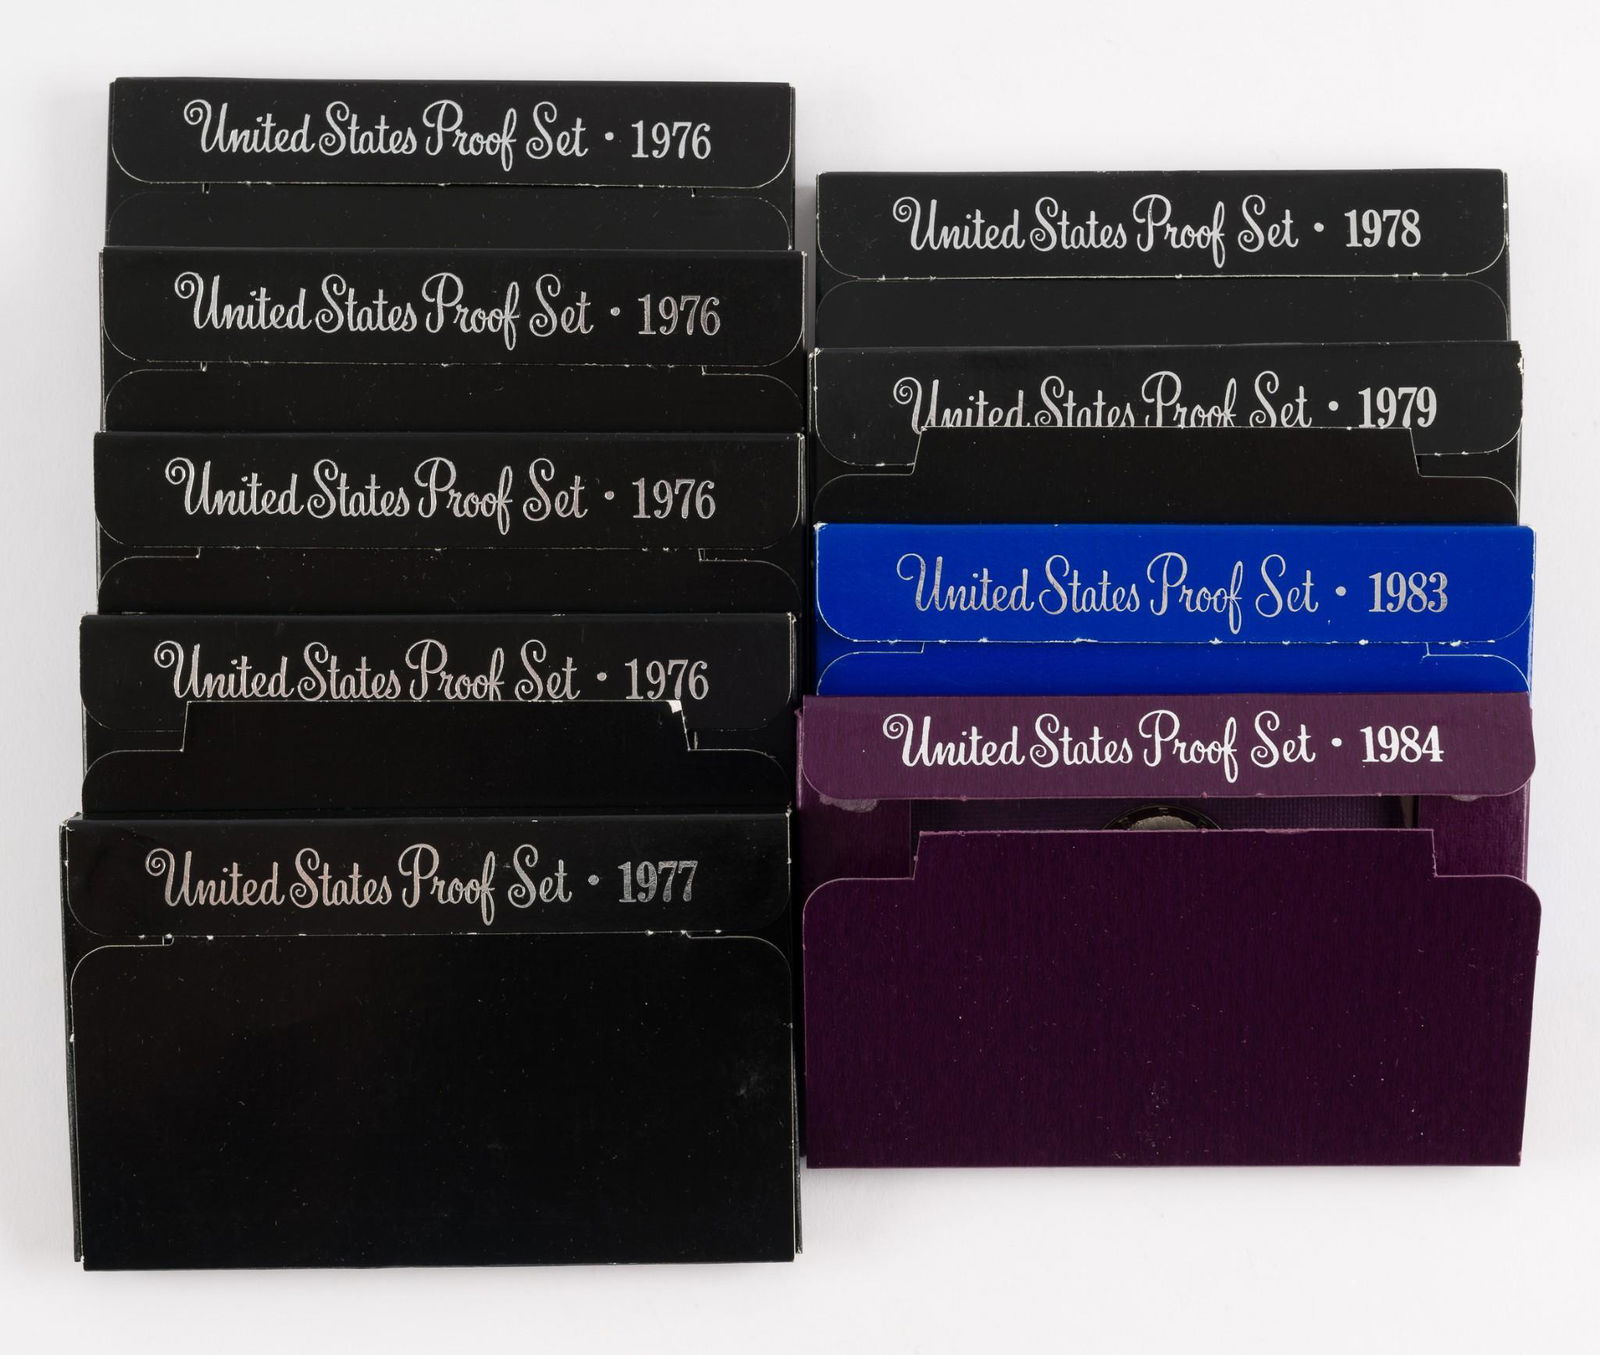 United States Proof Set • 1976
United States Proof Set • 1976
United States Proof Set • 1976
United States Proof Set • 1976
United States Proof Set • 1977
United States Proof Set • 1978
United States Proof Set • 1979
United States Proof Set • 1983
United States Proof Set • 1984